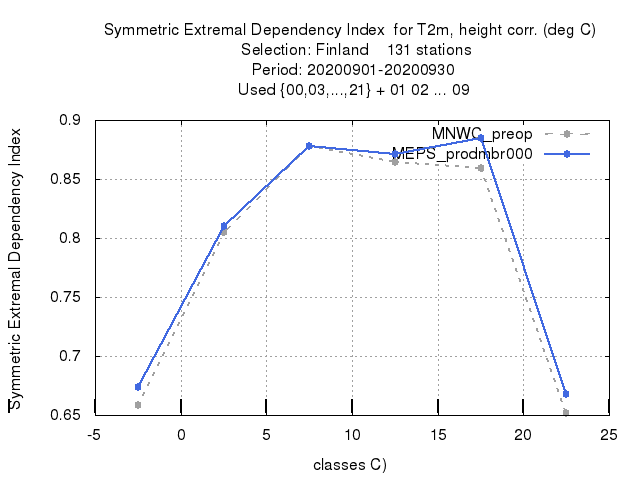 Symmetric Extremal Dependency Index for T2m, height corr. (deg C)
Selection: Finland 131 stations
Period: 20200901-20200930
Used {00,03,...,21} + 01 02 ... 09
MNWC_preop
MEPS_prodmbr000
Symmetric Extremal Dependency Index
0.9
0.85
0.8
0.75
0.7
0.65
-5 0 5 10 15 20 25
classes C)